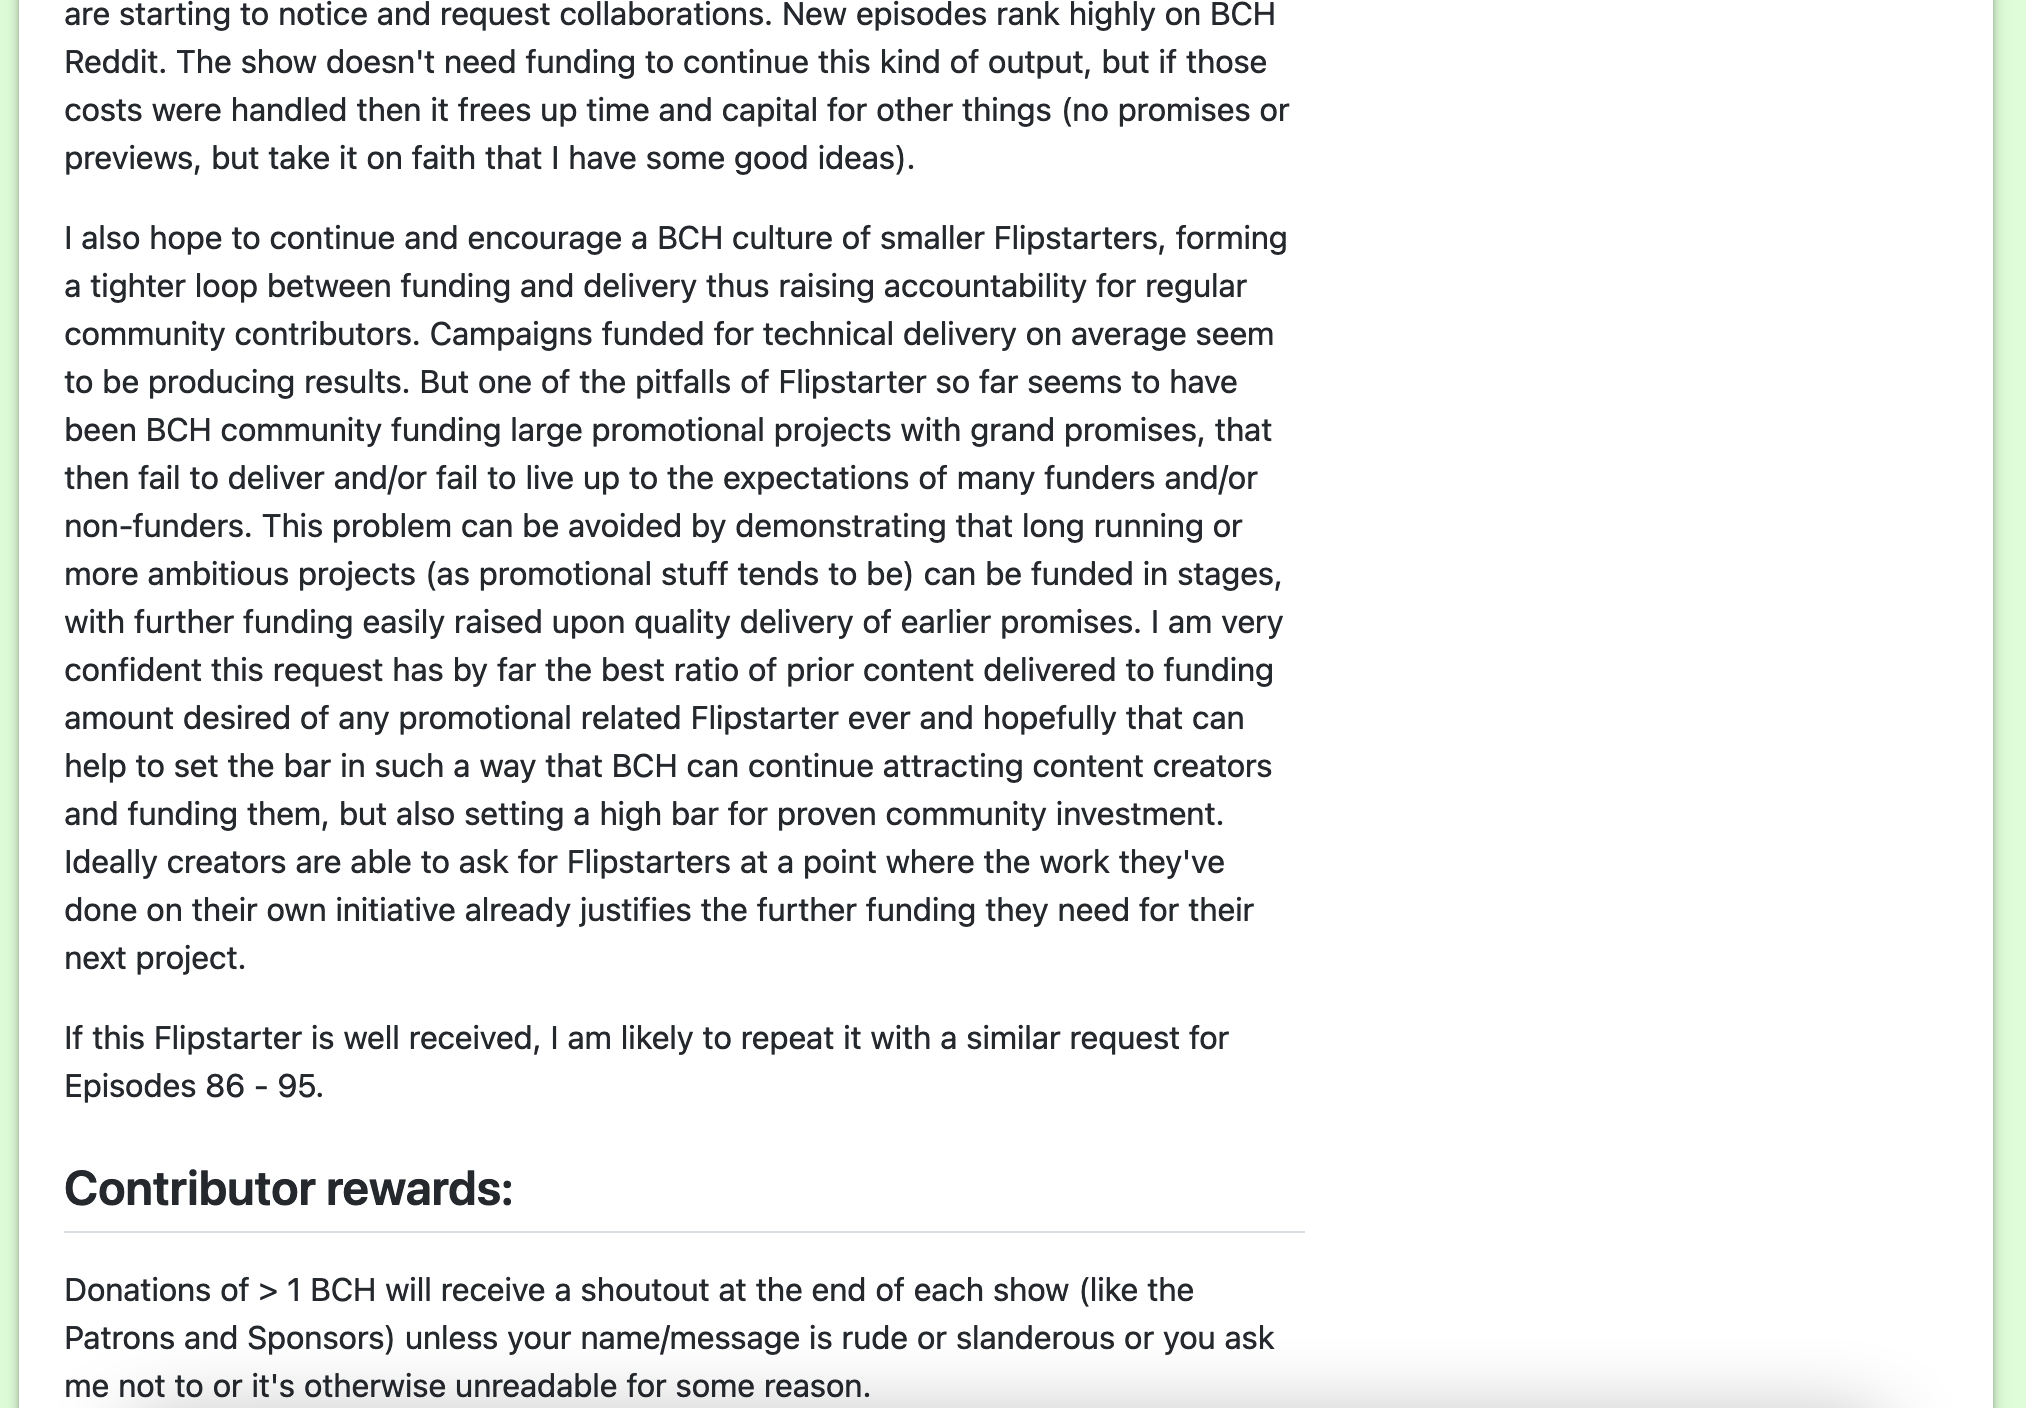 are starting to notice and request collaborations. New episodes rank highly on BCH
Reddit. The show doesn't need funding to continue this kind of output, but if those
costs were handled then it frees up time and capital for other things (no promises or
previews, but take it on faith that I have some good ideas).
I also hope to continue and encourage a BCH culture of smaller Flipstarters, forming
a tighter loop between funding and delivery thus raising accountability for regular
community contributors. Campaigns funded for technical delivery on average seem
to be producing results. But one of the pitfalls of Flipstarter so far seems to have
been BCH community funding large promotional projects with grand promises, that
then fail to deliver and/or fail to live up to the expectations of many funders and/or
non-funders. This problem can be avoided by demonstrating that long running or
more ambitious projects (as promotional stuff tends to be) can be funded in stages,
with further funding easily raised upon quality delivery of earlier promises. I am very
confident this request has by far the best ratio of prior content delivered to funding
amount desired of any promotional related Flipstarter ever and hopefully that can
help to set the bar in such a way that BCH can continue attracting content creators
and funding them, but also setting a high bar for proven community investment.
Ideally creators are able to ask for Flipstarters at a point where the work they've
done on their own initiative already justifies the further funding they need for their
next project.
If this Flipstarter is well received, I am likely to repeat it with a similar request for
Episodes 86 - 95.
Contributor rewards:
Donations of > 1 BCH will receive a shoutout at the end of each show (like the
Patrons and Sponsors) unless your name/message is rude or slanderous or you ask
me not to or it's otherwise unreadable for some reason.